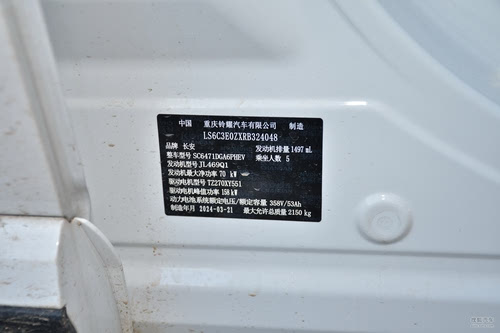 中国 重庆铃耀汽车有限公司 制造
LS6C3E0ZXRB324048
品牌 长安 发动机排量 1497 mL
整车型号 SC6471DGA6PHEV 乘坐人数 5
发动机型号 JL469Q1
发动机最大净功率 70 kW
驱动电机型号 TZ270XY551
驱动电机峰值功率 158 kW
动力电池系统额定电压/额定容量 358V/53Ah
制造年月 2024-03-21 最大允许总质量 2150 kg